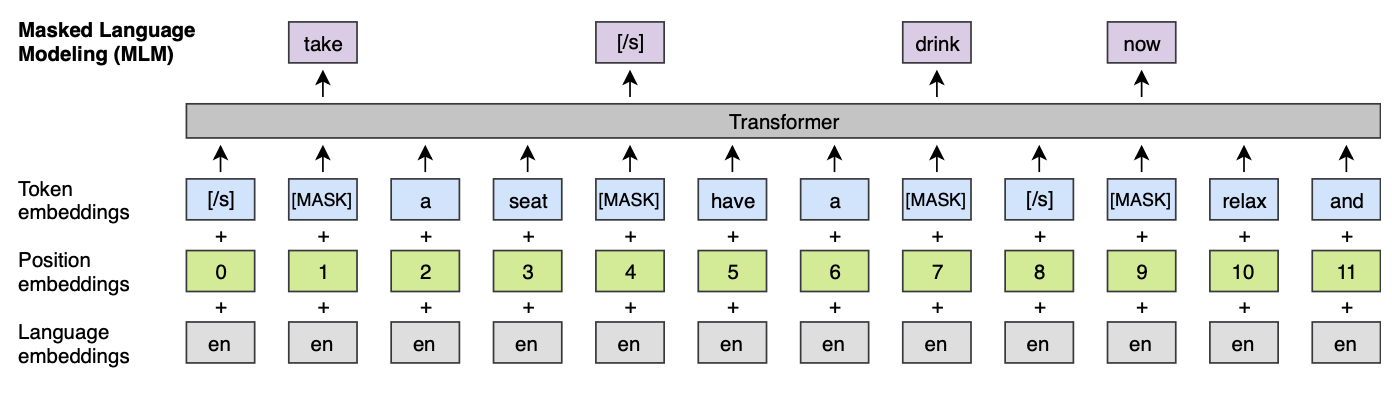 Masked Language
Modeling (MLM)
take [/s] drink now
Transformer
Token
embeddings
[/s] [MASK] a seat [MASK] have a [MASK] [/s] [MASK] relax and
+ + + + + + + + + + + +
Position
embeddings
0 1 2 3 4 5 6 7 8 9 10 11
+ + + + + + + + + + + +
Language
embeddings
en en en en en en en en en en en en